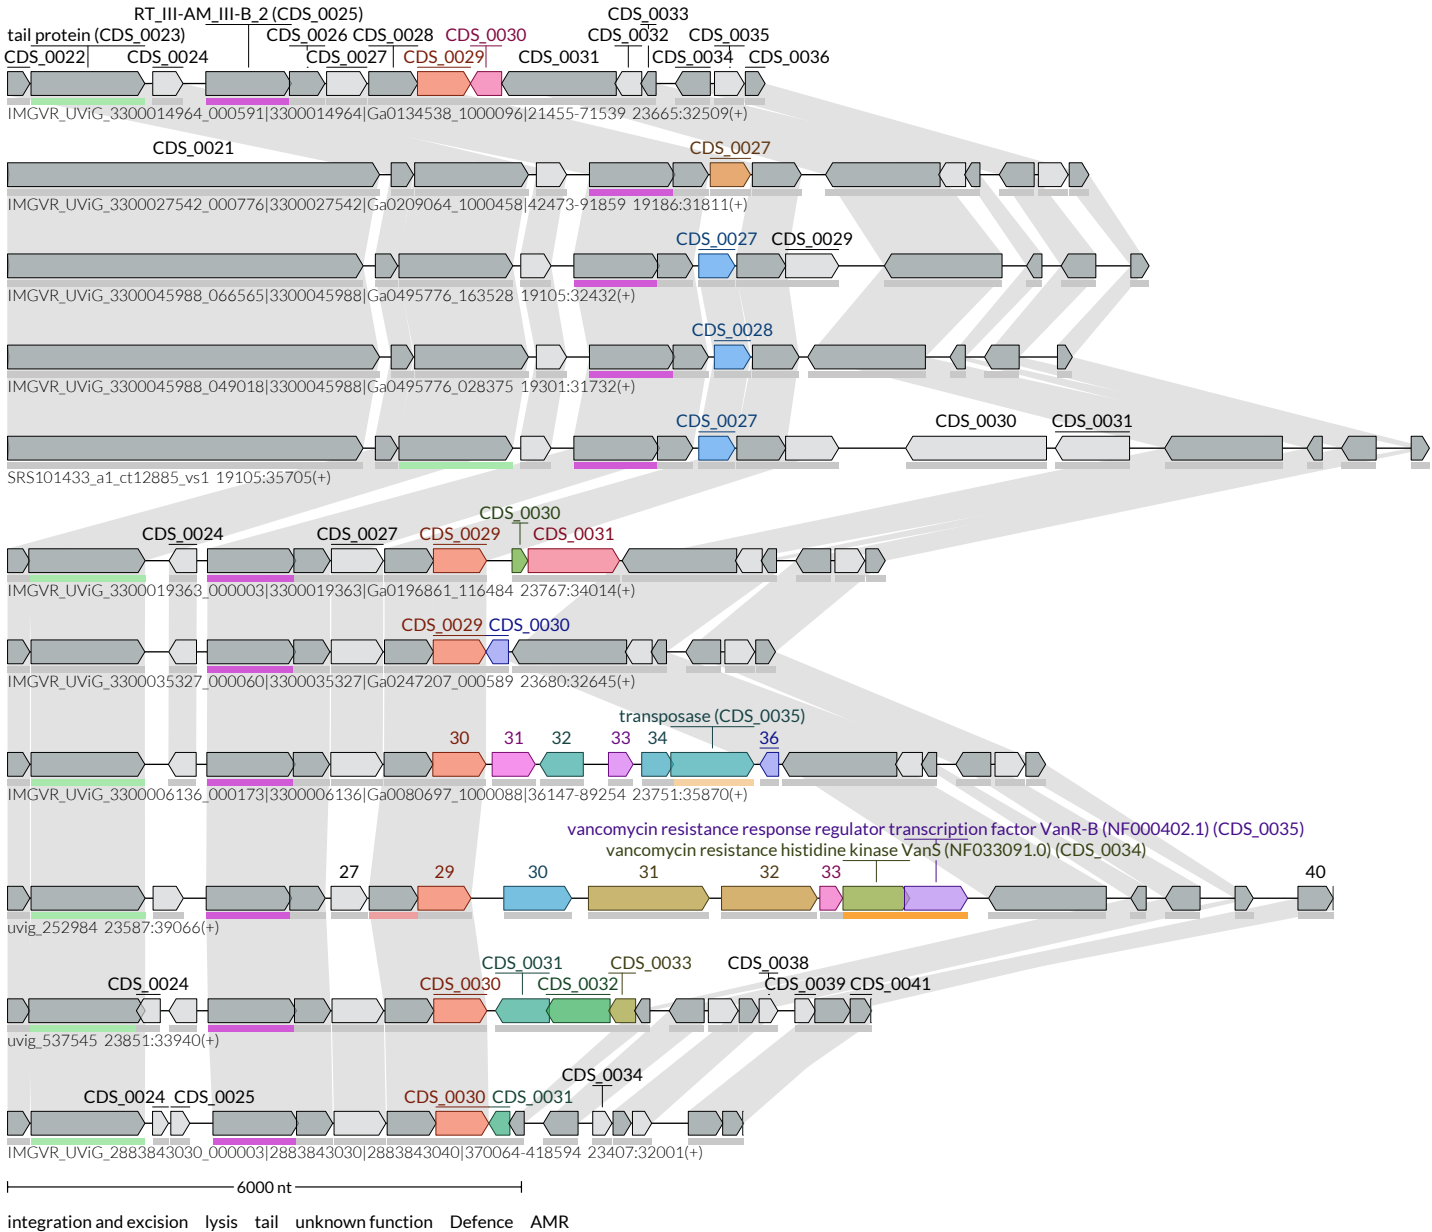 RT_III-AM_III-B_2 (CDS_0025) CDS_0033
tail protein (CDS_0023) CDS_0026 CDS_0028 CDS_0030 CDS_0032 CDS_0035
CDS_0022 CDS_0024 CDS_0027 CDS_0029 CDS_0031 CDS_0034 CDS_0036
IMGVR_UViG_3300014964_000591|3300014964|Ga0134538_1000096|21455-71539 23665:32509(+)
CDS_0021 CDS_0027
IMGVR_UViG_3300027542_000776|3300027542|Ga0209064_1000458|42473-91859 19186:31811(+)
CDS_0027 CDS_0029
IMGVR_UViG_3300045988_066565|3300045988|Ga0495776_163528 19105:32432(+)
CDS_0028
IMGVR_UViG_3300045988_049018|3300045988|Ga0495776_028375 19301:31732(+)
CDS_0027 CDS_0030 CDS_0031
SRS101433_a1_ct12885_vs1 19105:35705(+)
CDS_0030
CDS_0024 CDS_0027 CDS_0029 CDS_0031
IMGVR_UViG_3300019363_000003|3300019363|Ga0196861_116484 23767:34014(+)
CDS_0029 CDS_0030
IMGVR_UViG_3300035327_000060|3300035327|Ga0247207_000589 23680:32645(+)
transposase (CDS_0035)
30 31 32 33 34 36
IMGVR_UViG_3300006136_000173|3300006136|Ga0080697_1000088|36147-89254 23751:35870(+)
vancomycin resistance response regulator transcription factor VanR-B (NF000402.1) (CDS_0035)
vancomycin resistance histidine kinase VanS (NF033091.0) (CDS_0034)
27 29 30 31 32 33 40
uvig_252984 23587:39066(+)
CDS_0031 CDS_0033 CDS_0038
CDS_0024 CDS_0030 CDS_0032 CDS_0039 CDS_0041
uvig_537545 23851:33940(+)
CDS_0034
CDS_0024 CDS_0025 CDS_0030 CDS_0031
IMGVR_UViG_2883843030_000003|2883843030|2883843040|370064-418594 23407:32001(+)
6000 nt
integration and excision lysis tail unknown function Defence AMR